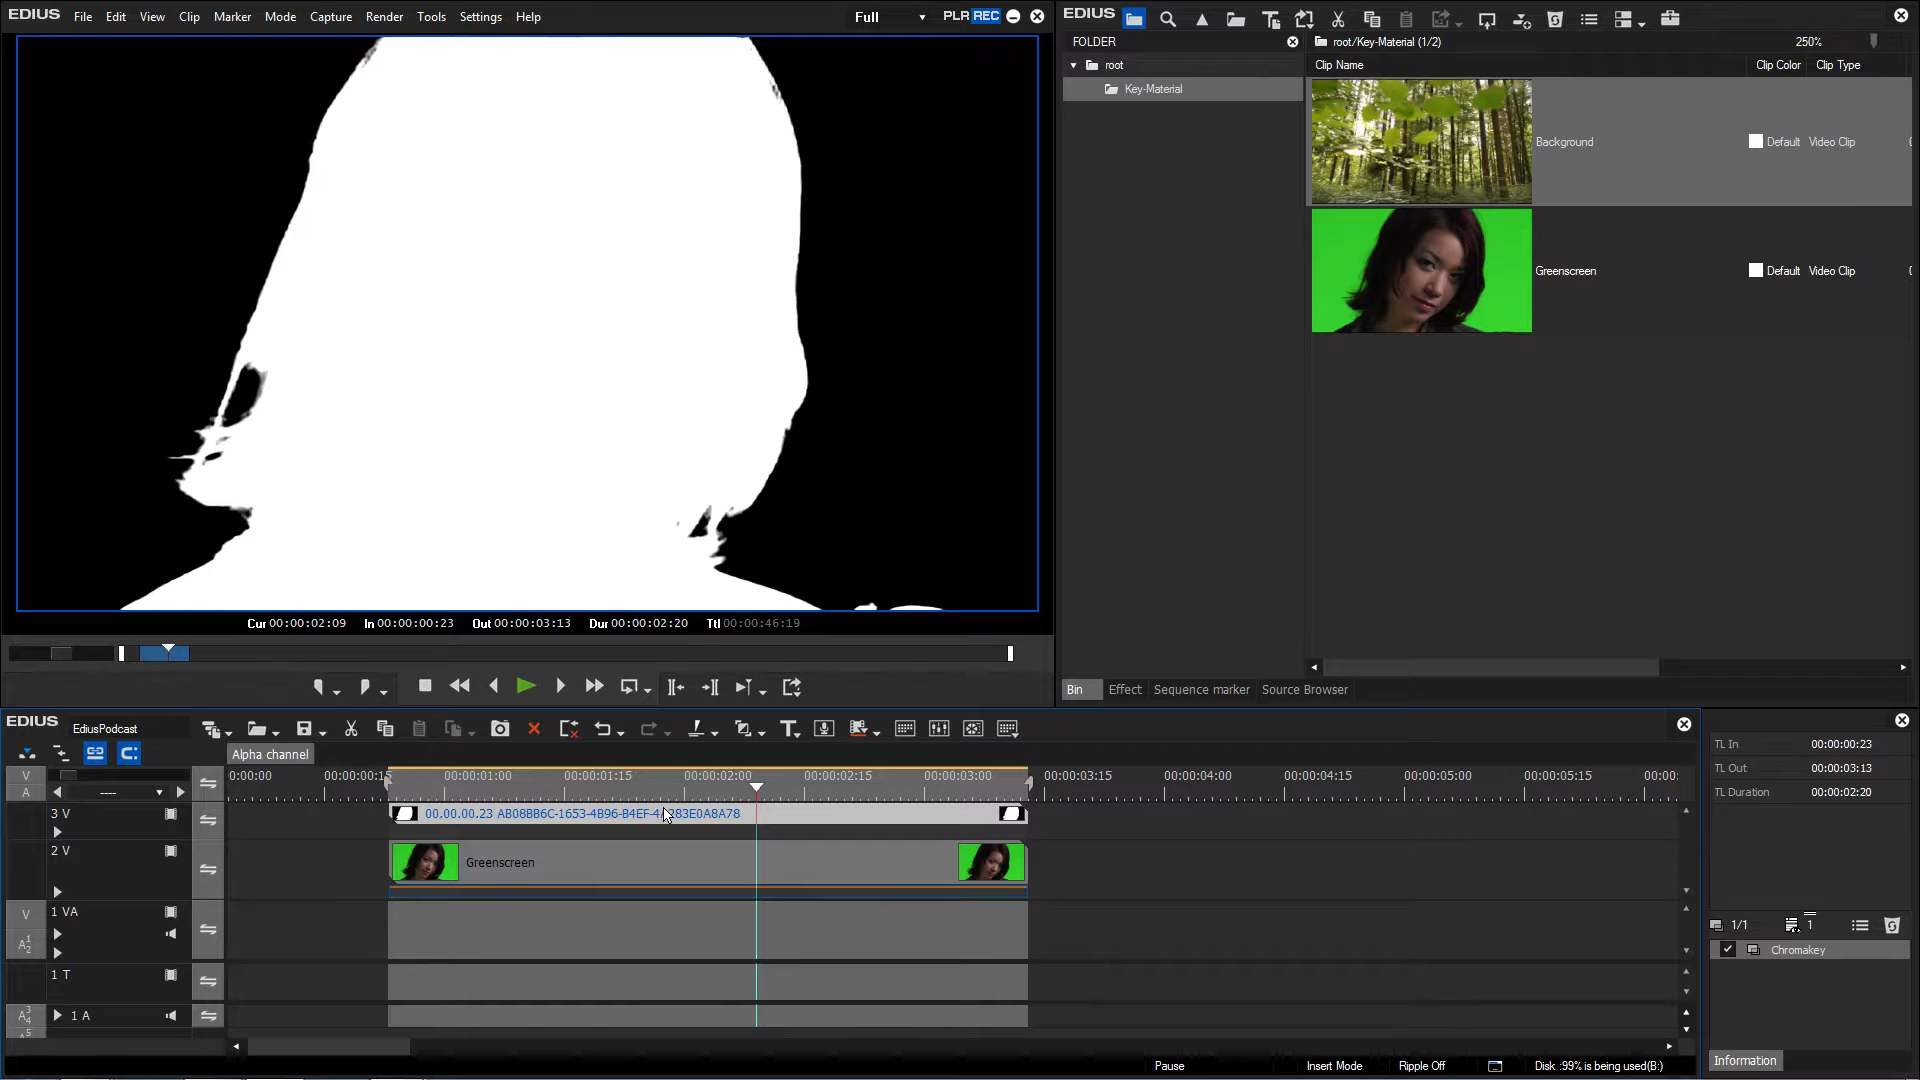 EDIUS File Edit View Clip Marker Mode Capture Render Tools Settings Help Full PLR REC
EDIUS
FOLDER
root/Key-Material (1/2) 250%
root
Key-Material
Clip Name Clip Color Clip Type
Background Default Video Clip
Greenscreen Default Video Clip
Cur 00:00:02:09 In 00:00:00:23 Out 00:00:03:13 Dur 00:00:02:20 Ttl 00:00:46:19
Bin Effect Sequence marker Source Browser
EDIUS EdiusPodcast
Alpha channel
0:00:00 00:00:00:15 00:00:01:00 00:00:01:15 00:00:02:00 00:00:02:15 00:00:03:00 00:00:03:15 00:00:04:00 00:00:04:15 00:00:05:00 00:00:05:15 00:00:
V
A ----
3 V
2 V Greenscreen
V 1 VA
A 1 2
1 T
A 3 4 1 A
TL In 00:00:00:23
TL Out 00:00:03:13
TL Duration 00:00:02:20
1/1 1
Chromakey
Information
Pause Insert Mode Ripple Off Disk :99% is being used(B:)